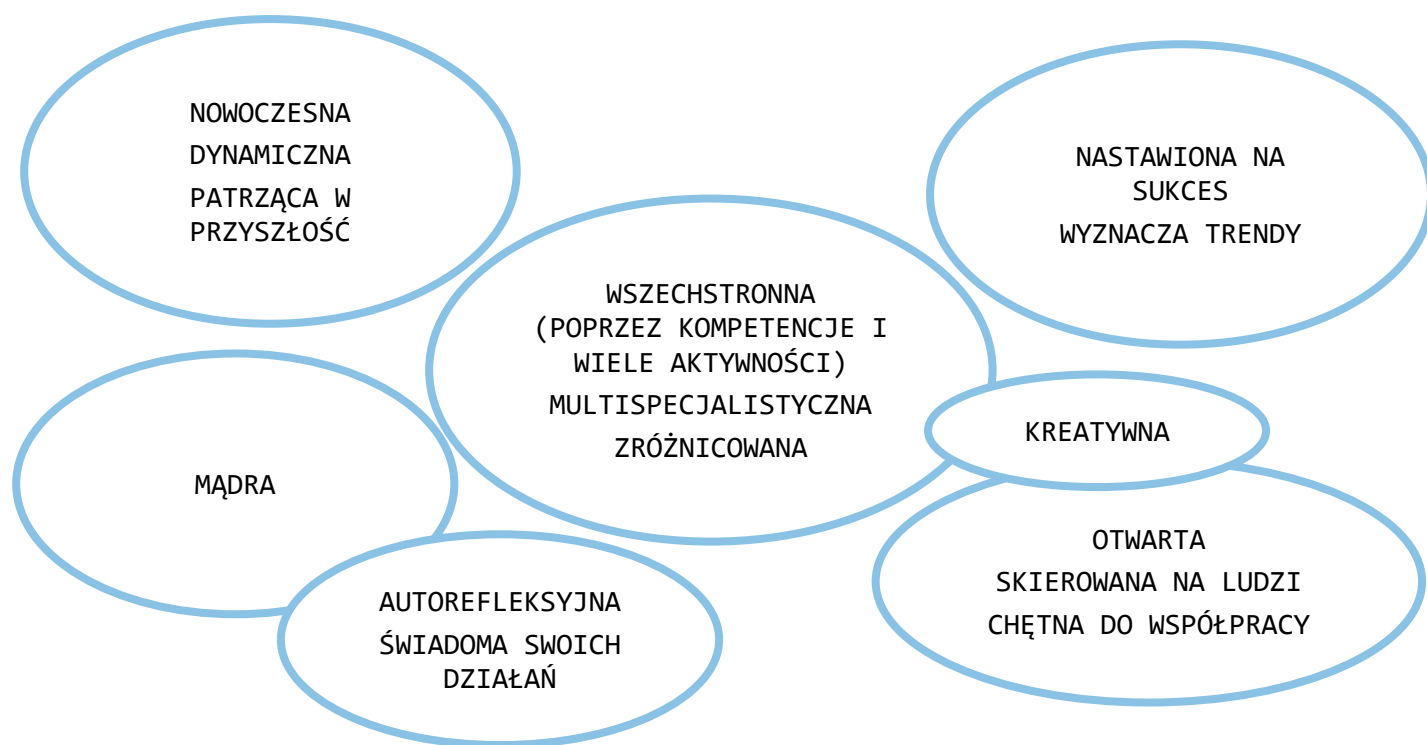 NOWOCZESNA
DYNAMICZNA
PATRZĄCA W
PRZYSZŁOŚĆ
NASTAWIONA NA
SUKCES
WYZNACZA TRENDY
WSZECHSTRONNA
(POPRZEZ KOMPETENCJE I
WIELE AKTYWNOŚCI)
MULTISPECJALISTYCZNA
ZRÓŻNICOWANA
KREATYWNA
MĄDRA
OTWARTA
SKIEROWANA NA LUDZI
CHĘTNA DO WSPÓŁPRACY
AUTOREFLEKSYJNA
ŚWIADOMA SWOICH
DZIAŁAŃ